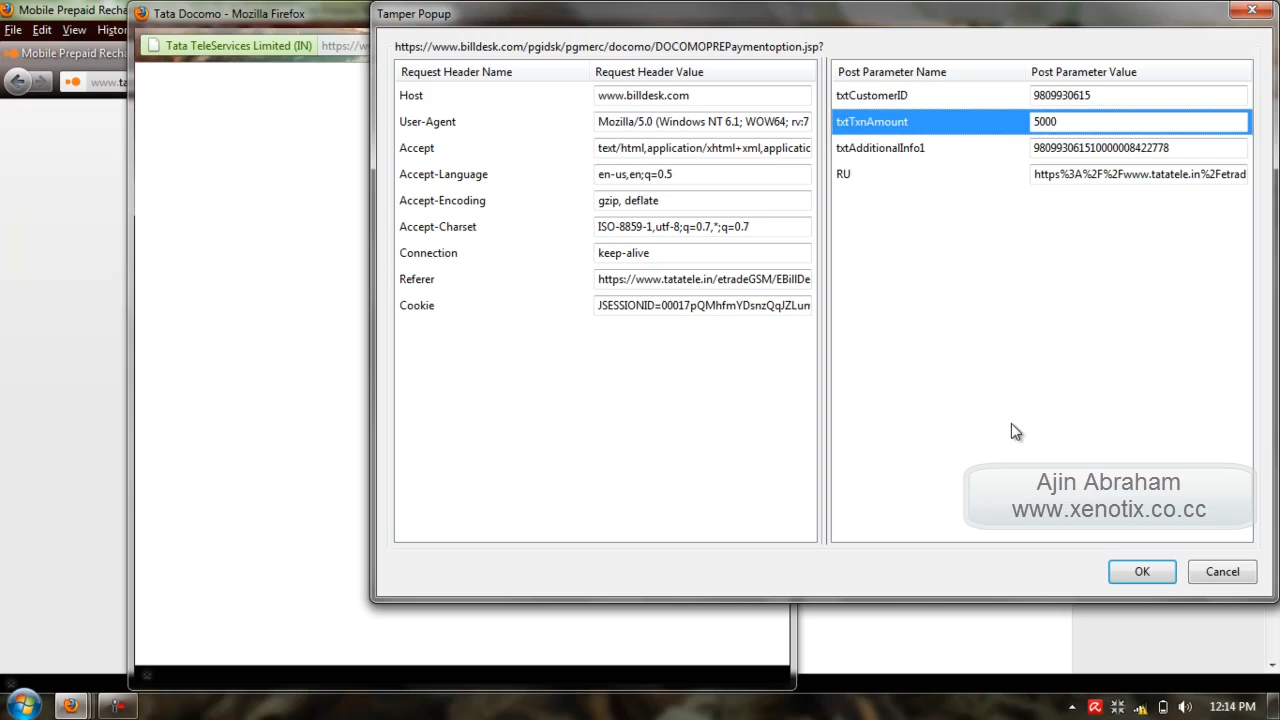 Mobile Prepaid Recha
File Edit View Histor
Mobile Prepaid Recha
www.ta
Tata Docomo - Mozilla Firefox
Tata TeleServices Limited (IN) https://w
Tamper Popup
https://www.billdesk.com/pgidsk/pgmerc/docomo/DOCOMOPREPaymentoption.jsp?
Request Header Name Request Header Value
Host www.billdesk.com
User-Agent Mozilla/5.0 (Windows NT 6.1; WOW64; rv:7
Accept text/html,application/xhtml+xml,applicatic
Accept-Language en-us,en;q=0.5
Accept-Encoding gzip, deflate
Accept-Charset ISO-8859-1,utf-8;q=0.7,*;q=0.7
Connection keep-alive
Referer https://www.tatatele.in/etradeGSM/EBillDe
Cookie JSESSIONID=00017pQMhfmYDsnzQqJZLum
Post Parameter Name Post Parameter Value
txtCustomerID 9809930615
txtTxnAmount 5000
txtAdditionalInfo1 980993061510000008422778
RU https%3A%2F%2Fwww.tatatele.in%2Fetrad
Ajin Abraham
www.xenotix.co.cc
OK Cancel
12:14 PM